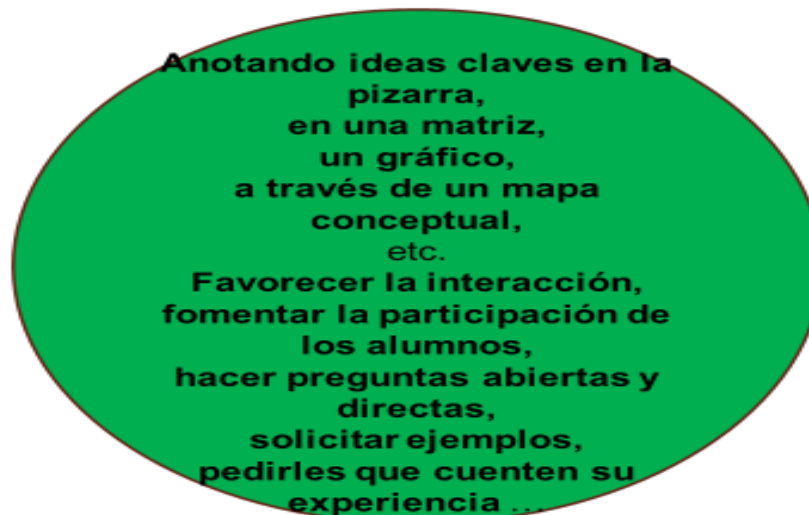 Anotando ideas claves en la
pizarra,
en una matriz,
un gráfico,
a través de un mapa
conceptual,
etc.
Favorecer la interacción,
fomentar la participación de
los alumnos,
hacer preguntas abiertas y
directas,
solicitar ejemplos,
pedirles que cuenten su
experiencia ...